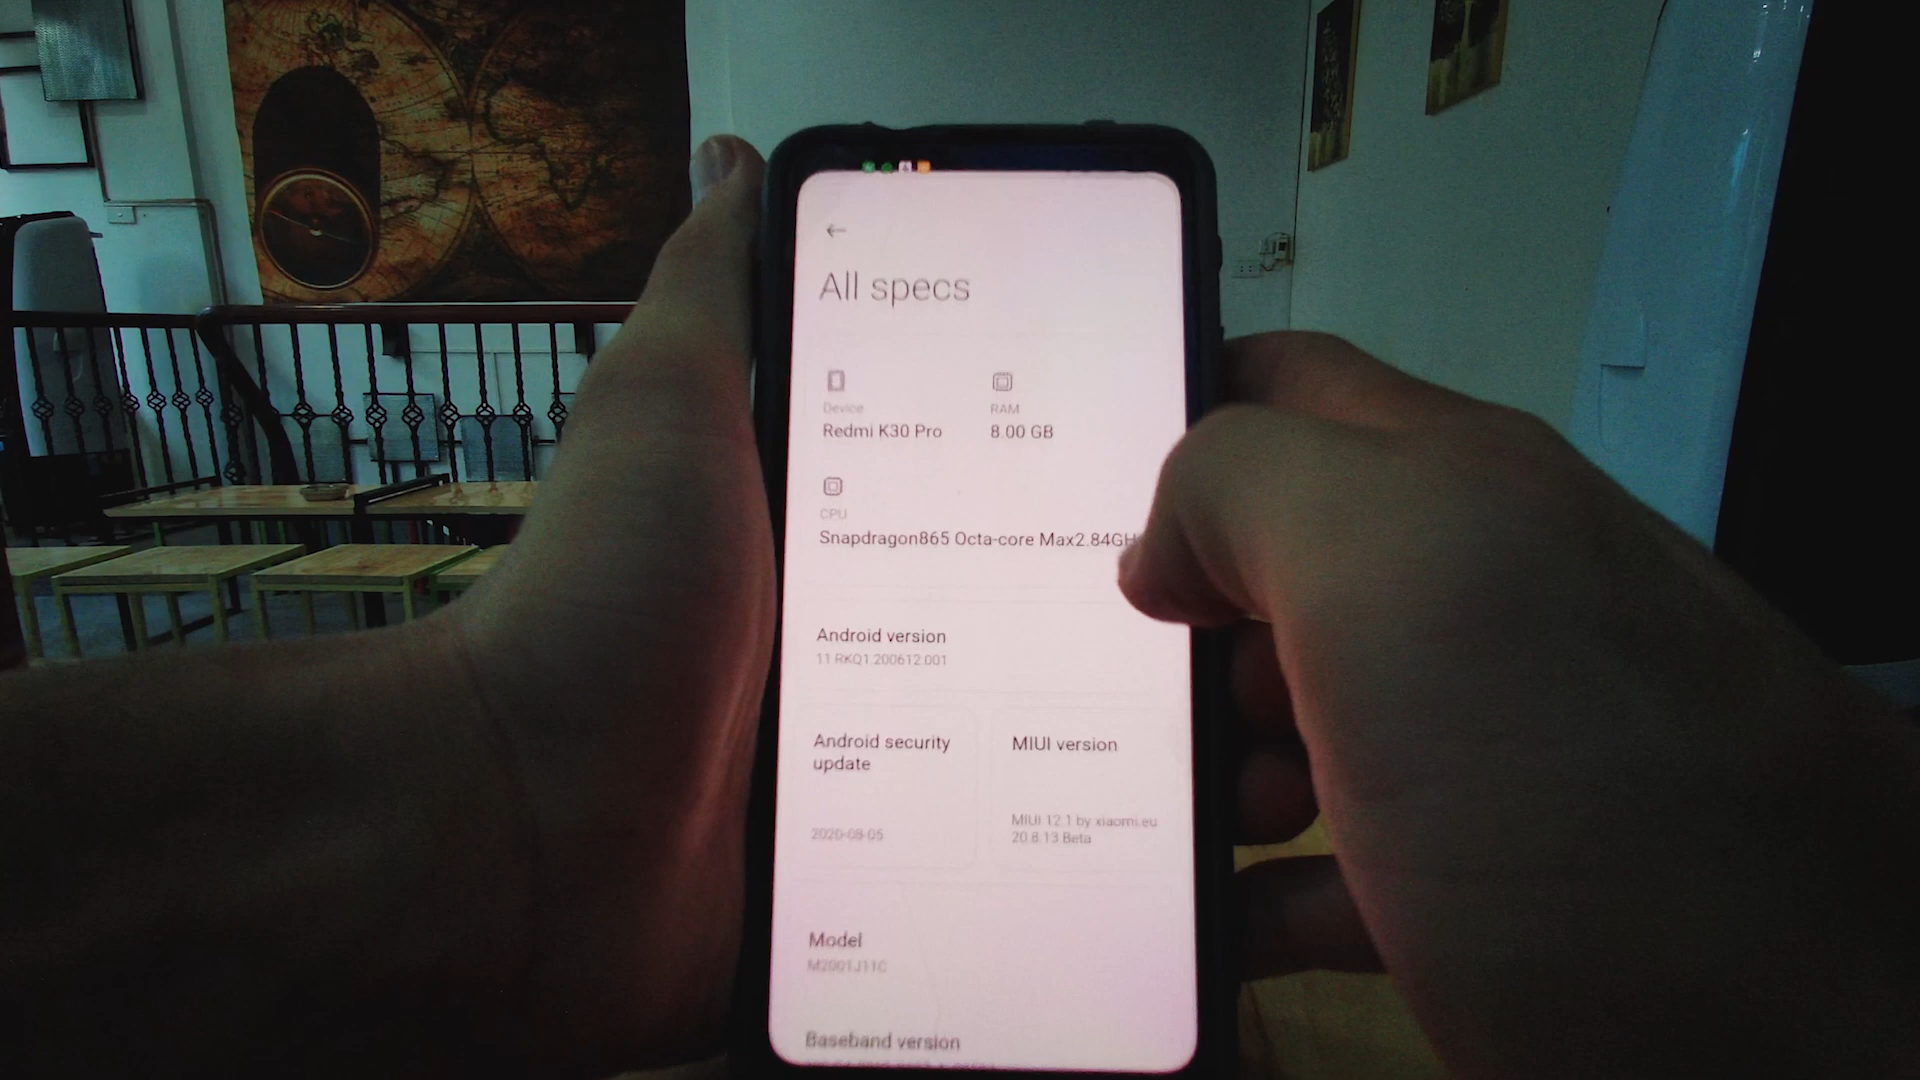 All specs
Device
RAM
Redmi K30 Pro
8.00 GB
CPU
Snapdragon865 Octa-core Max2.84GH
Android version
11 RKQ1.200612.001
Android security
update
MIUI version
2020-08-05
MIUI 12.1 by xiaomi.eu
20.8.13 Beta
Model
M2001J11C
Baseband version